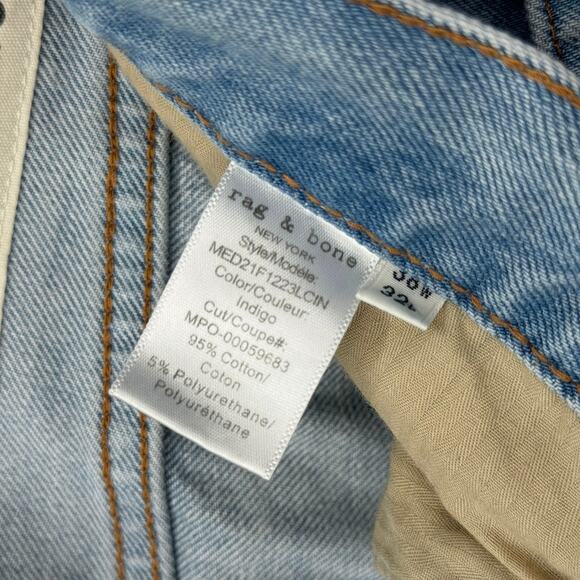 rag & bone
NEW YORK
Style/Modèle:
MED21F1223LCIN
Color/Couleur:
Indigo
Cut/Coupe#:
MPO-00059683
95% Cotton/
Coton
5% Polyurethane/
Polyuréthane
30W
32L